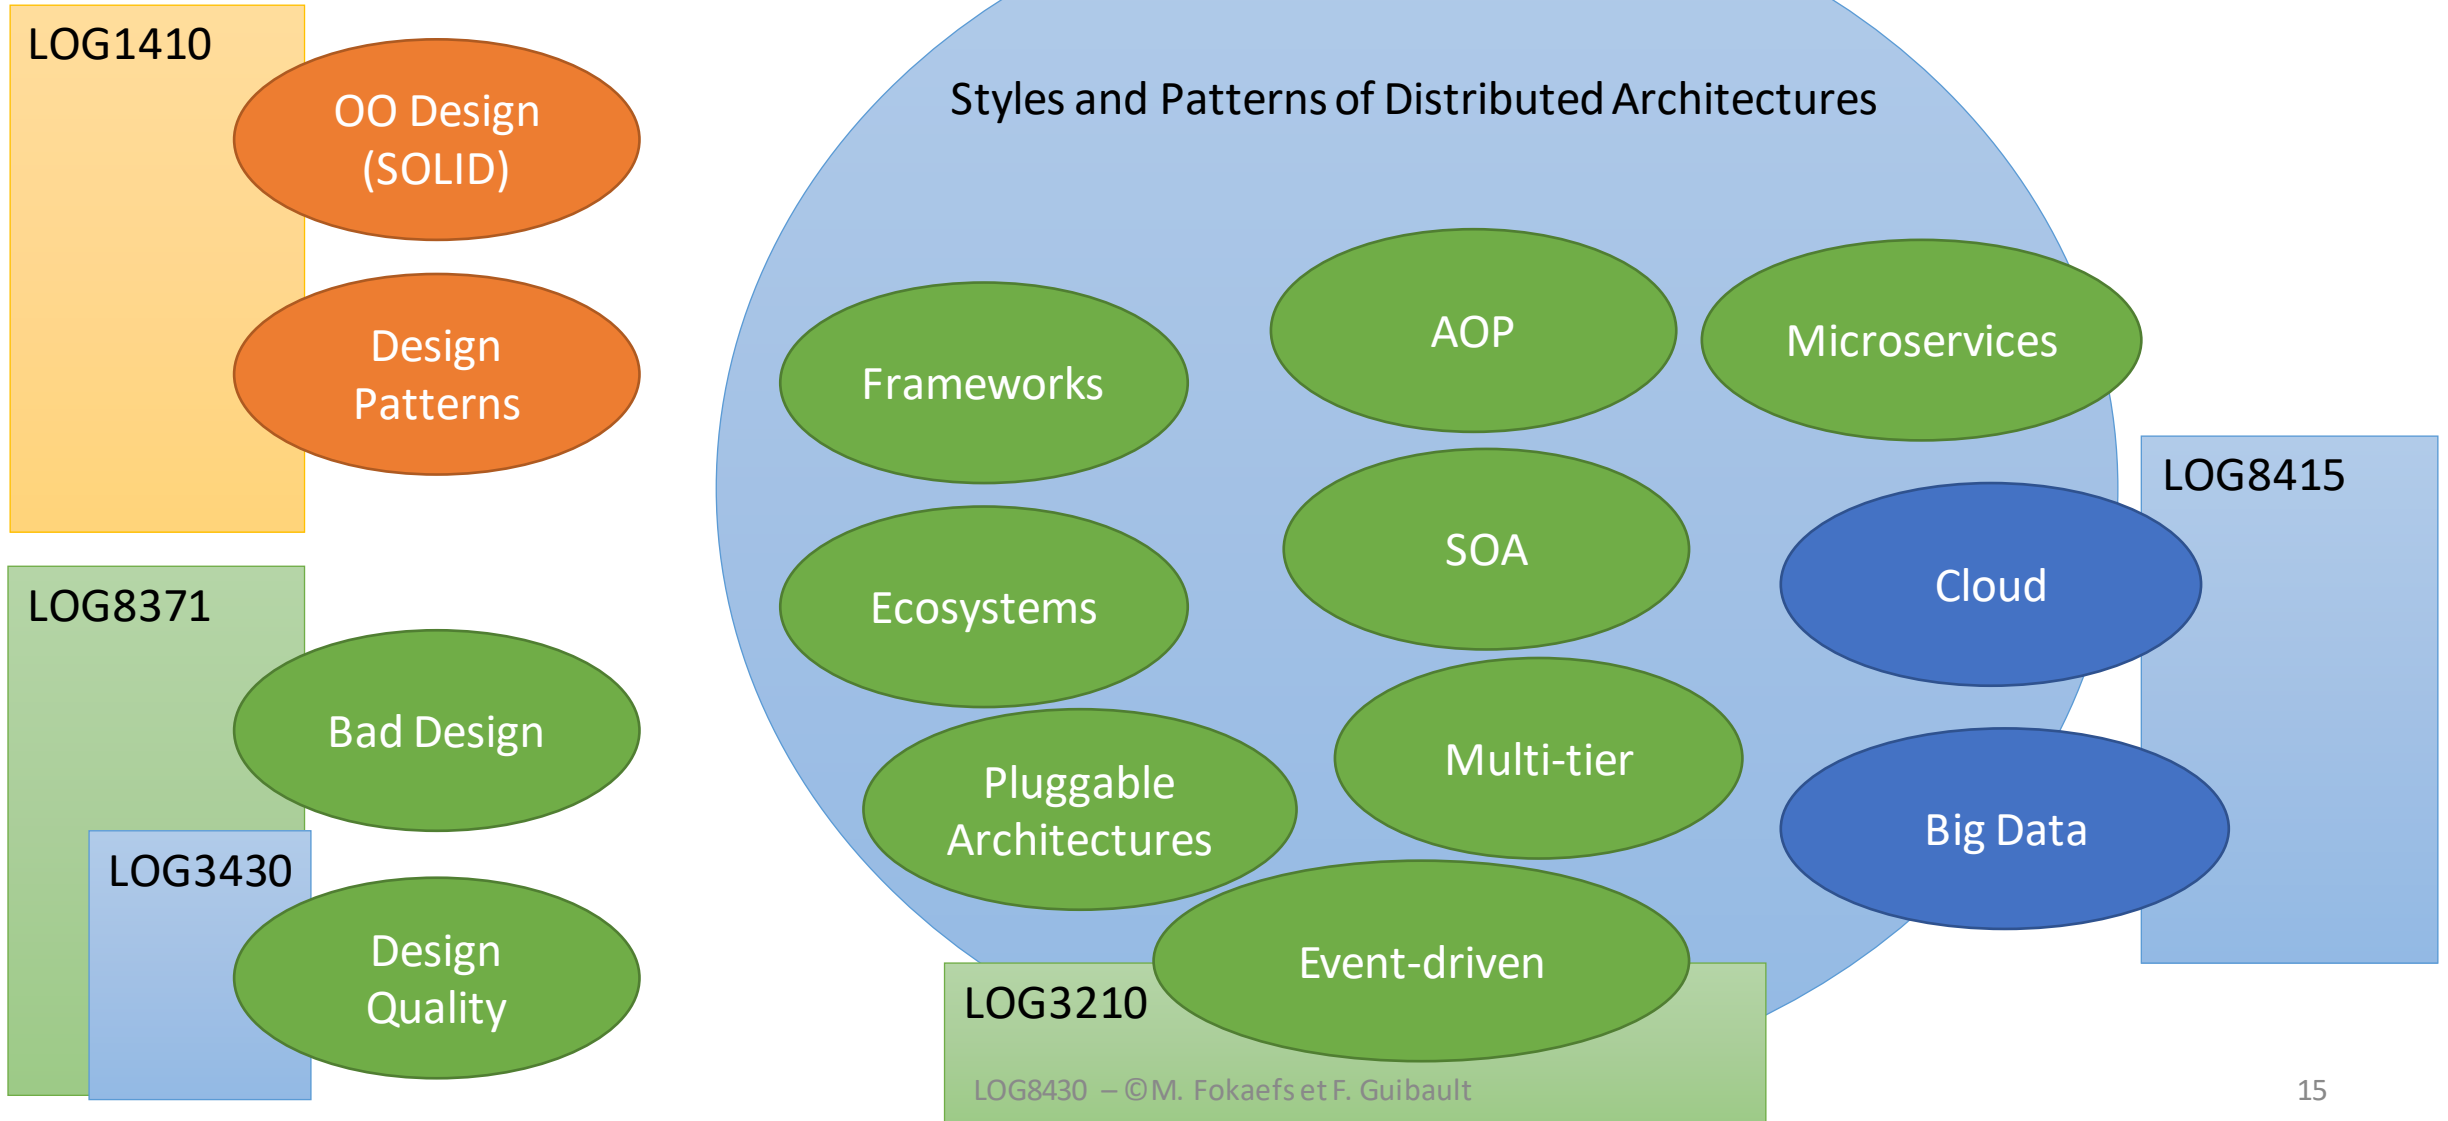 LOG1410
OO Design
(SOLID)
Design
Patterns
LOG8371
Bad Design
LOG3430
Design
Quality
Styles and Patterns of Distributed Architectures
Frameworks
AOP
Microservices
Ecosystems
SOA
LOG8415
Cloud
Pluggable
Architectures
Multi-tier
Big Data
Event-driven
LOG3210
LOG8430 – ©M. Fokaefs et F. Guibault
15